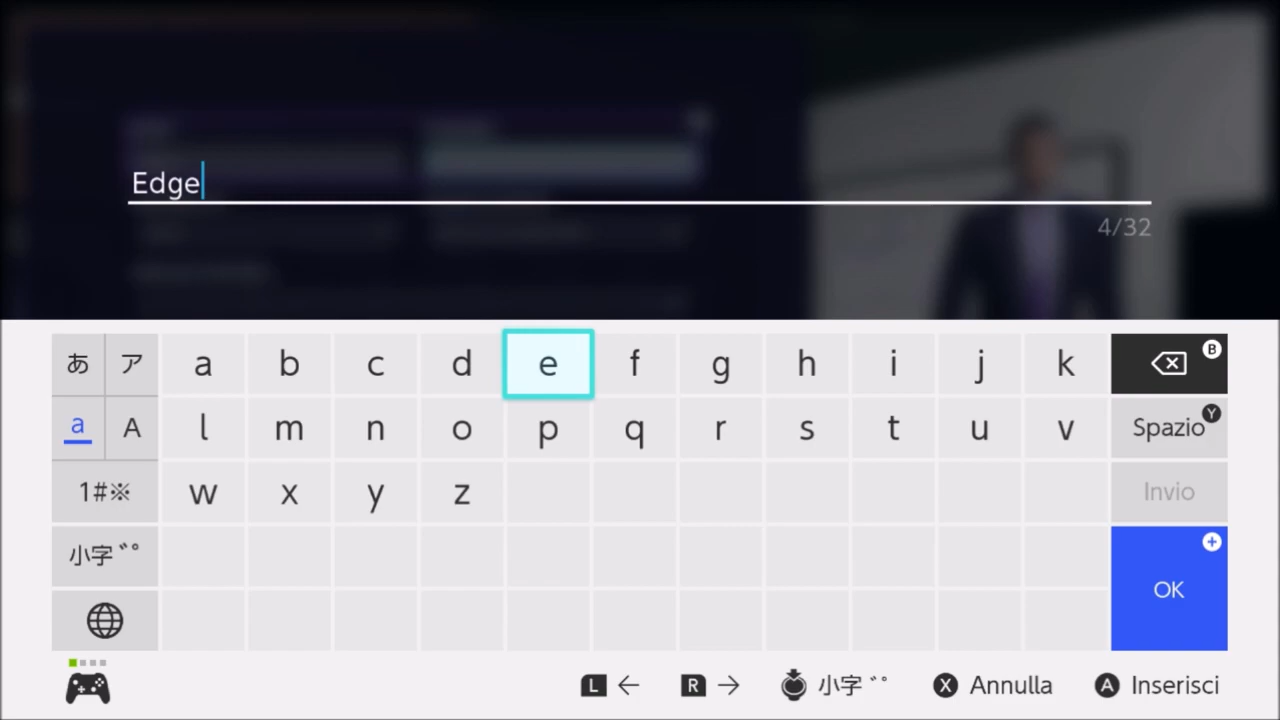 Edge
4/32
あ ア a b c d e f g h i j k B
a A l m n o p q r s t u v Spazio Y
1#※ w x y z Invio
小字 ゛゜ +
OK
L ← R → 小字 ゛゜ X Annulla A Inserisci